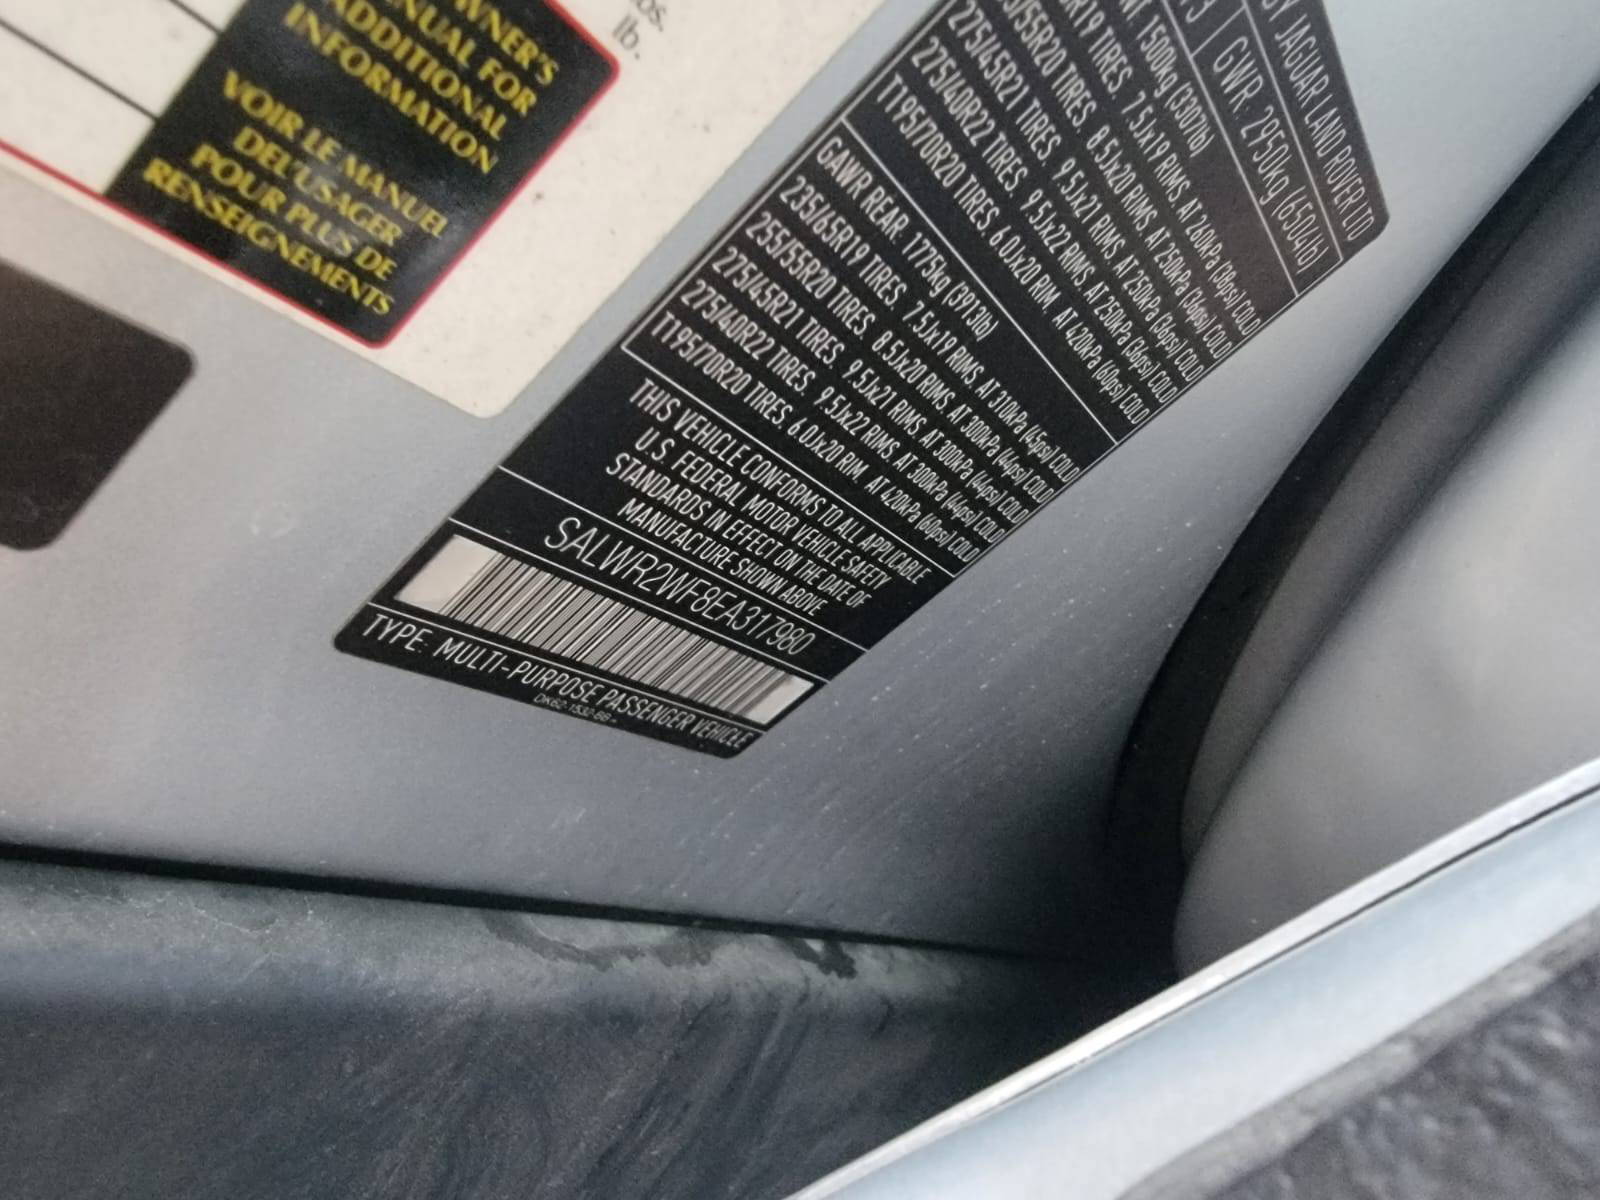 OWNER'S
MANUAL FOR
ADDITIONAL
INFORMATION
VOIR LE MANUEL
DE L'USAGER
POUR PLUS DE
RENSEIGNEMENTS
lb.
BY JAGUAR LAND ROVER LTD
GWR. 2950kg (6504lb)
1500kg (3307lb)
R19 TIRES. 7.5Jx19 RIMS. AT 260kPa (38psi) COLD
/55R20 TIRES. 8.5Jx20 RIMS. AT 250kPa (36psi) COLD
275/45R21 TIRES. 9.5Jx21 RIMS. AT 250kPa (36psi) COLD
275/40R22 TIRES. 9.5Jx22 RIMS. AT 250kPa (36psi) COLD
T195/70R20 TIRES. 6.0Jx20 RIM. AT 420kPa (60psi) COLD
GAWR REAR. 1775kg (3913lb)
235/65R19 TIRES. 7.5Jx19 RIMS. AT 310kPa (45psi) COLD
255/55R20 TIRES. 8.5Jx20 RIMS. AT 300kPa (44psi) COLD
275/45R21 TIRES. 9.5Jx21 RIMS. AT 300kPa (44psi) COLD
275/40R22 TIRES. 9.5Jx22 RIMS. AT 300kPa (44psi) COLD
T195/70R20 TIRES. 6.0Jx20 RIM. AT 420kPa (60psi) COLD
THIS VEHICLE CONFORMS TO ALL APPLICABLE
U.S. FEDERAL MOTOR VEHICLE SAFETY
STANDARDS IN EFFECT ON THE DATE OF
MANUFACTURE SHOWN ABOVE
SALWR2WF8EA317980
TYPE: MULTI-PURPOSE PASSENGER VEHICLE
DK62-1532-BB